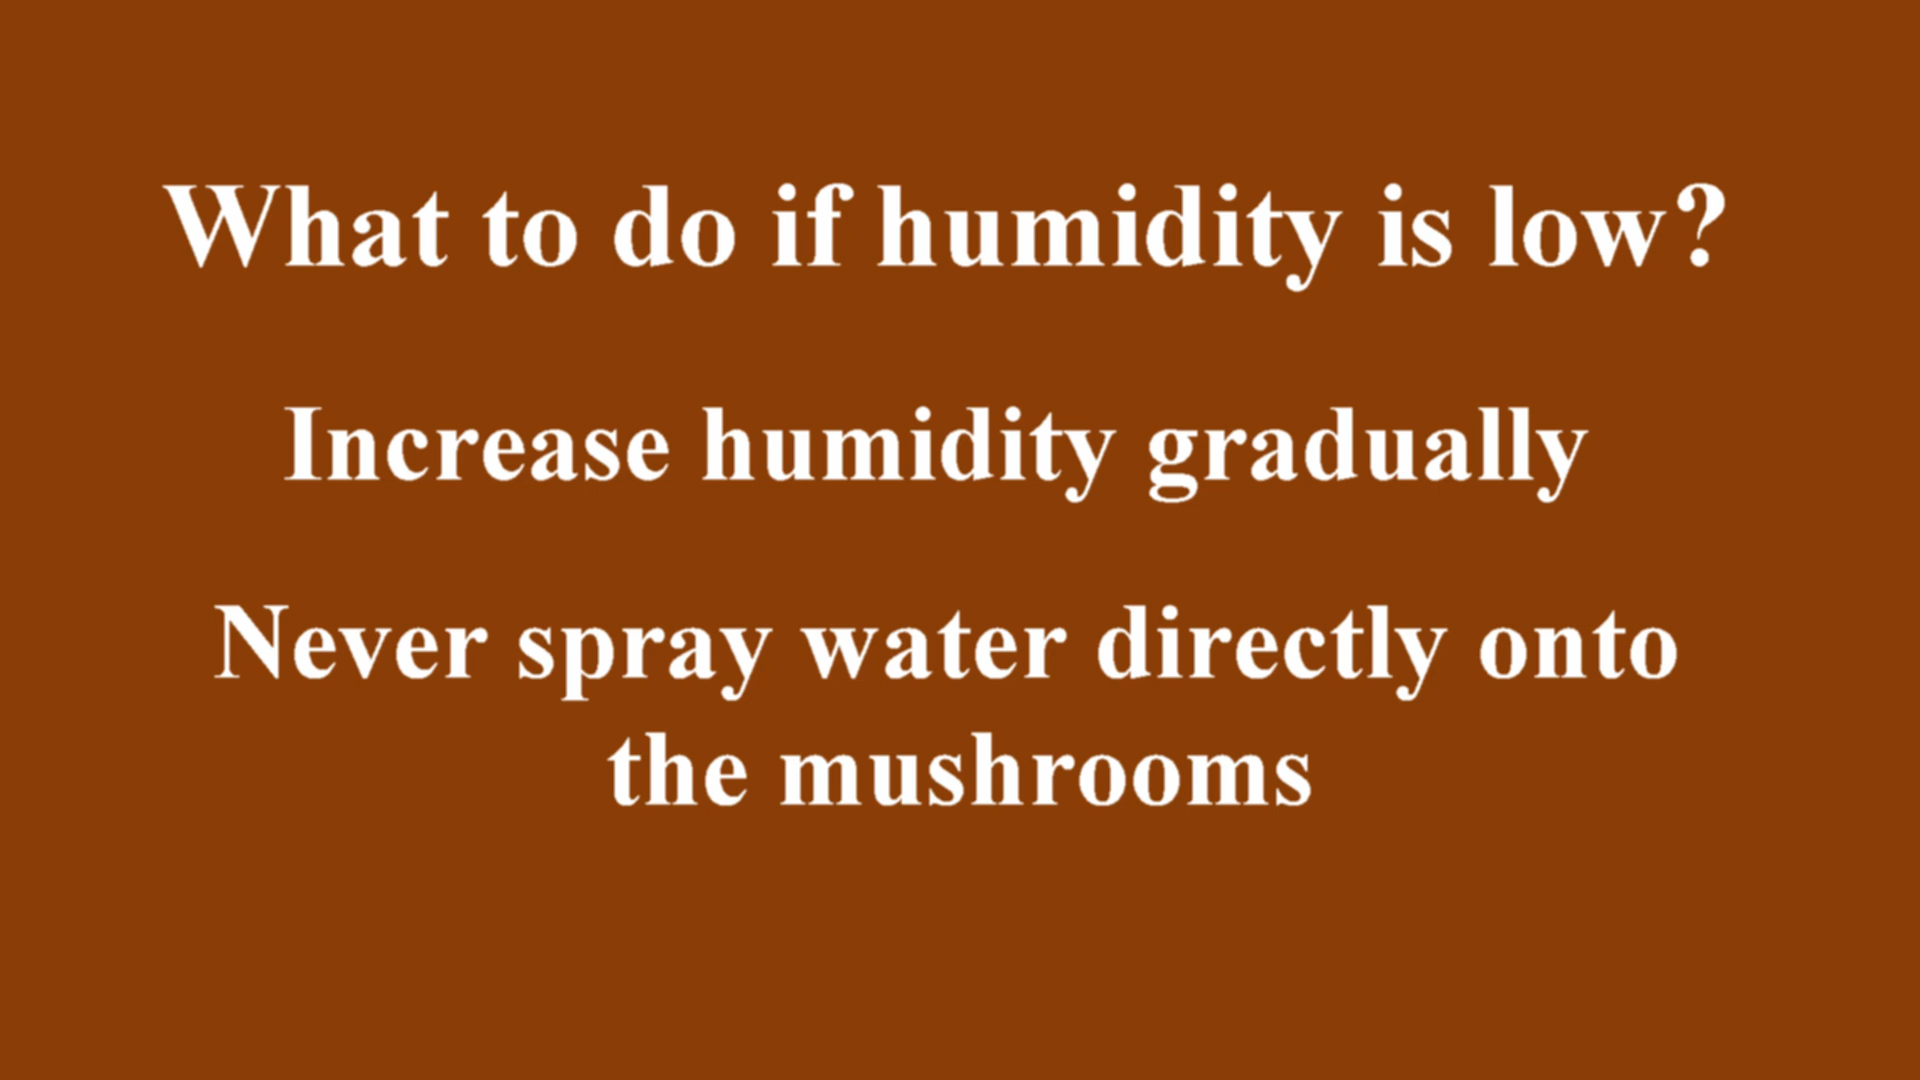 What to do if humidity is low?
Increase humidity gradually
Never spray water directly onto
the mushrooms